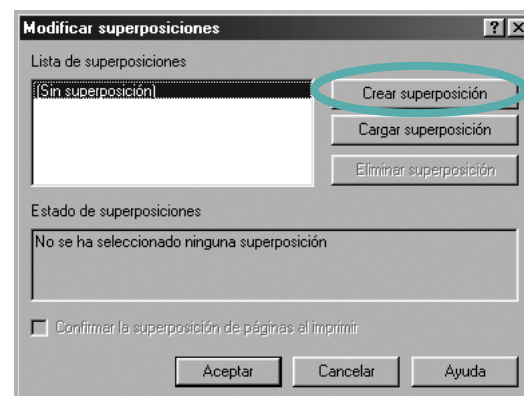 Modificar superposiciones
Lista de superposiciones
(Sin superposición)
Crear superposición
Cargar superposición
Eliminar superposición
Estado de superposiciones
No se ha seleccionado ninguna superposición
Confirmar la superposición de páginas al imprimir
Aceptar
Cancelar
Ayuda